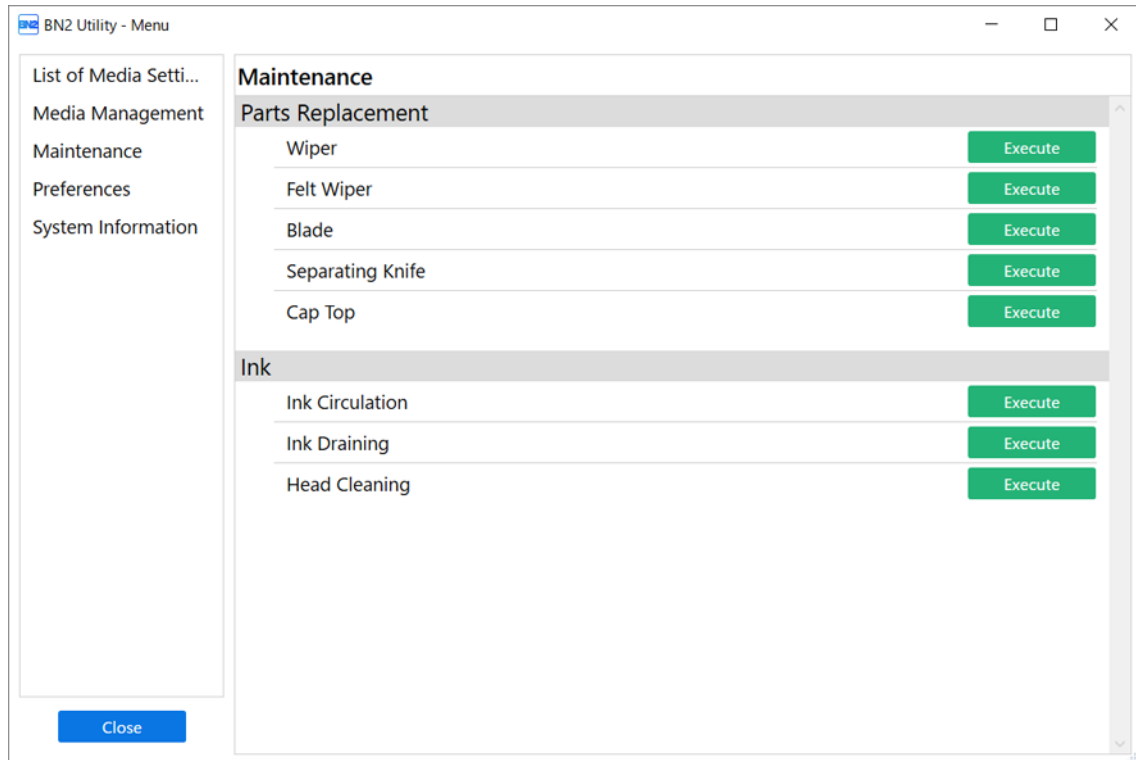 BN2 BN2 Utility - Menu
List of Media Setti...
Media Management
Maintenance
Preferences
System Information
Close
Maintenance
Parts Replacement
Wiper Execute
Felt Wiper Execute
Blade Execute
Separating Knife Execute
Cap Top Execute
Ink
Ink Circulation Execute
Ink Draining Execute
Head Cleaning Execute